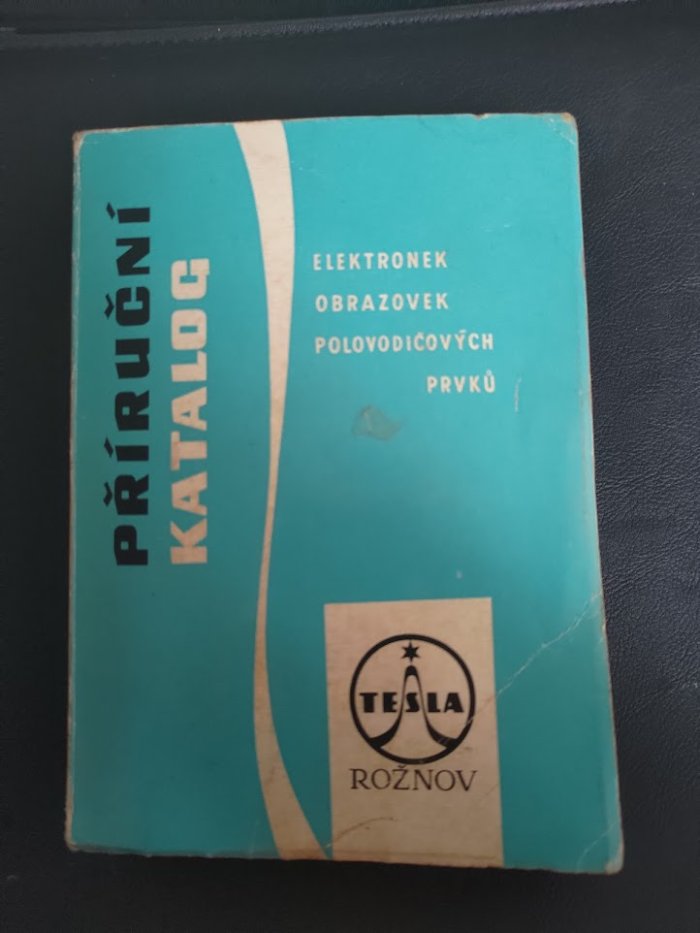 PŘÍRUČNÍ
KATALOG
ELEKTRONEK
OBRAZOVEK
POLOVODIČOVÝCH
PRVKŮ
TESLA
ROŽNOV